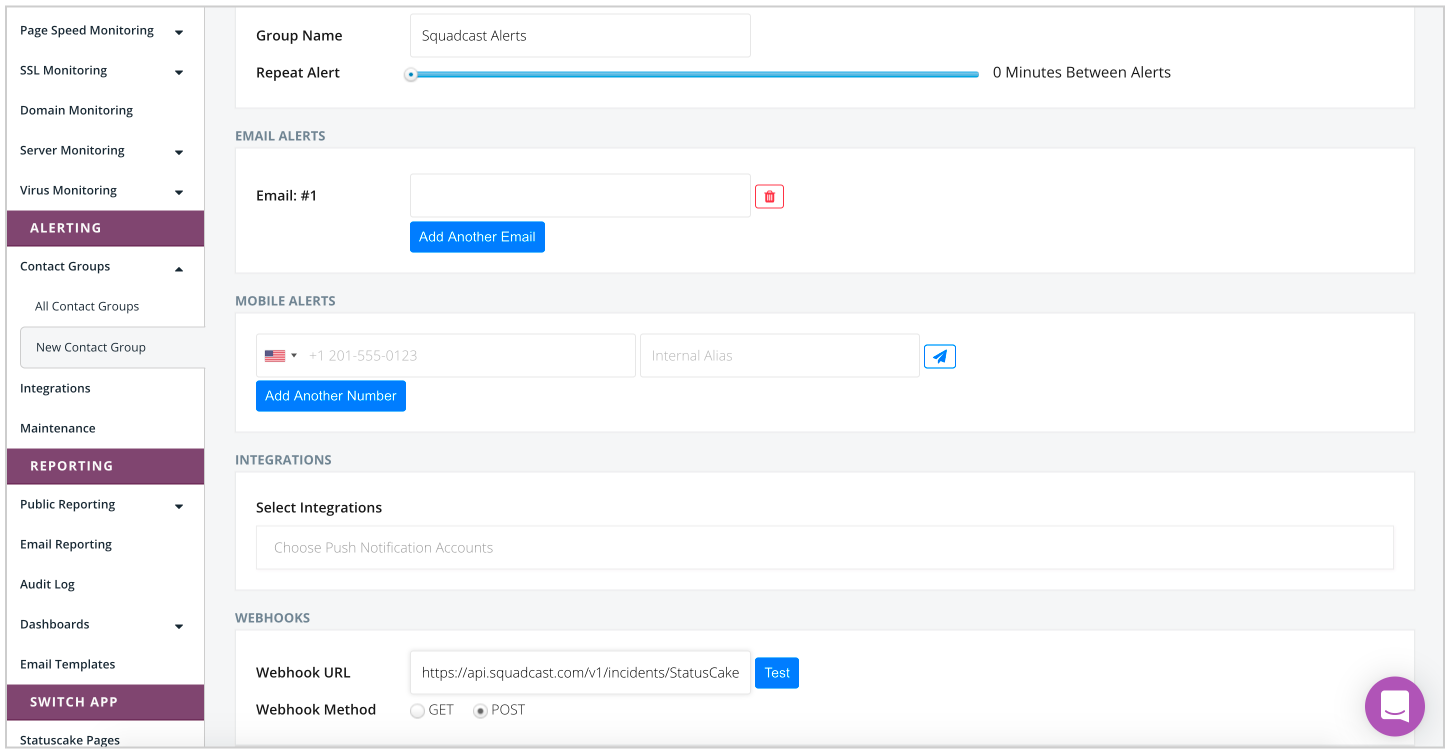 Page Speed Monitoring
SSL Monitoring
Domain Monitoring
Server Monitoring
Virus Monitoring
ALERTING
Contact Groups
All Contact Groups
New Contact Group
Integrations
Maintenance
REPORTING
Public Reporting
Email Reporting
Audit Log
Dashboards
Email Templates
SWITCH APP
Statuscake Pages
Group Name
Squadcast Alerts
Repeat Alert
0 Minutes Between Alerts
EMAIL ALERTS
Email: #1
Add Another Email
MOBILE ALERTS
+1 201-555-0123
Internal Alias
Add Another Number
INTEGRATIONS
Select Integrations
Choose Push Notification Accounts
WEBHOOKS
Webhook URL
https://api.squadcast.com/v1/incidents/StatusCake
Test
Webhook Method
GET
POST